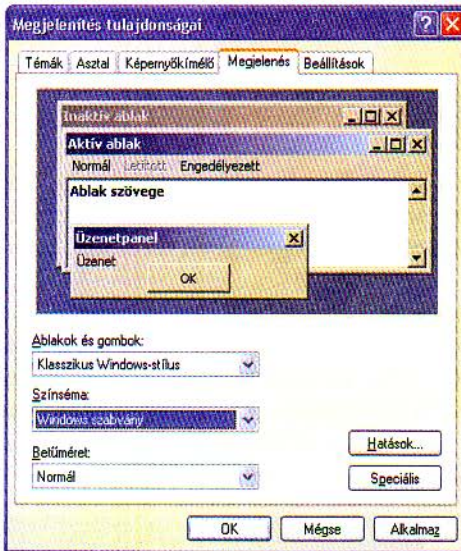 Megjelenítés tulajdonságai
Témák Asztal Képernyőkímélő Megjelenés Beállítások
Inaktív ablak
Aktív ablak
Normál Letiltott Engedélyezett
Ablak szövege
Üzenetpanel
Üzenet
OK
Ablakok és gombok:
Klasszikus Windows-stílus
Színséma:
Windows szabvány
Betűméret:
Normál
Hatások...
Speciális
OK Mégse Alkalmaz